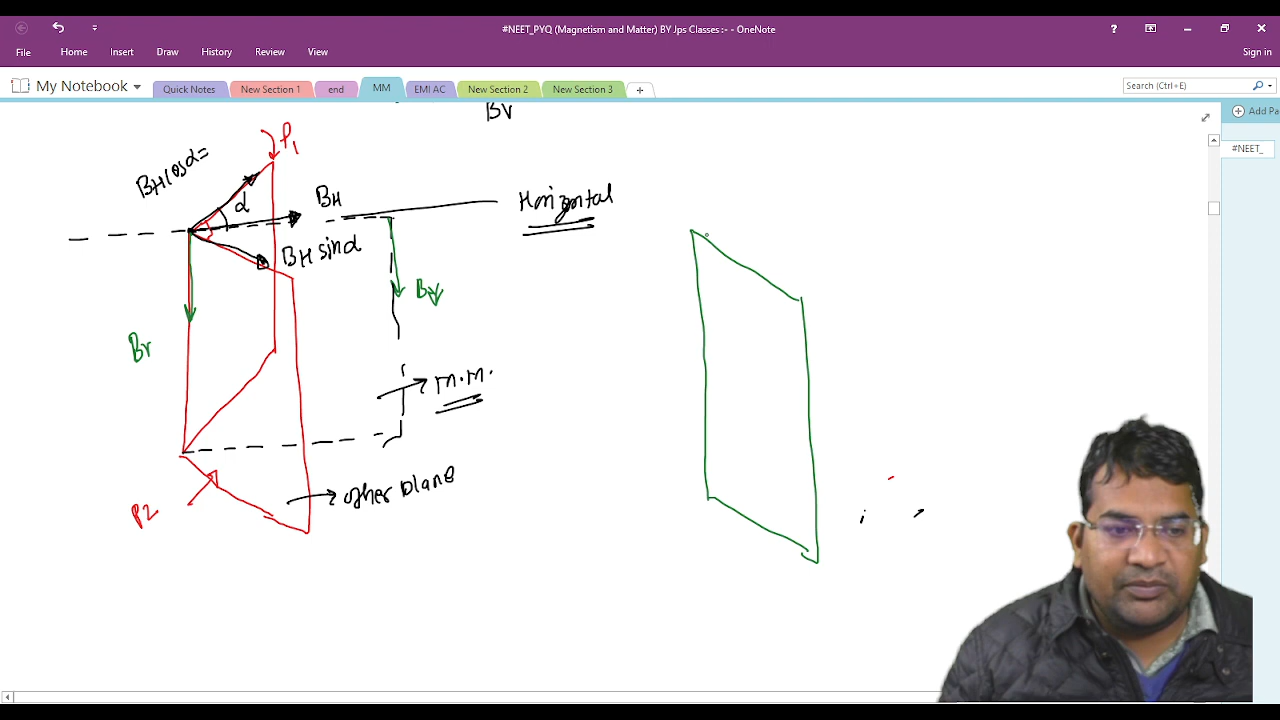 #NEET_PYQ (Magnetism and Matter) BY Jps Classes :- - OneNote
File Home Insert Draw History Review View
Sign in
My Notebook
Quick Notes New Section 1 end MM EMI AC New Section 2 New Section 3
Search (Ctrl+E)
Add Pa
#NEET_
Bv
P1
BH cosα=
α
BH
Horizontal
BH sinα
Bv
Bv
m.m.
other plane
P2